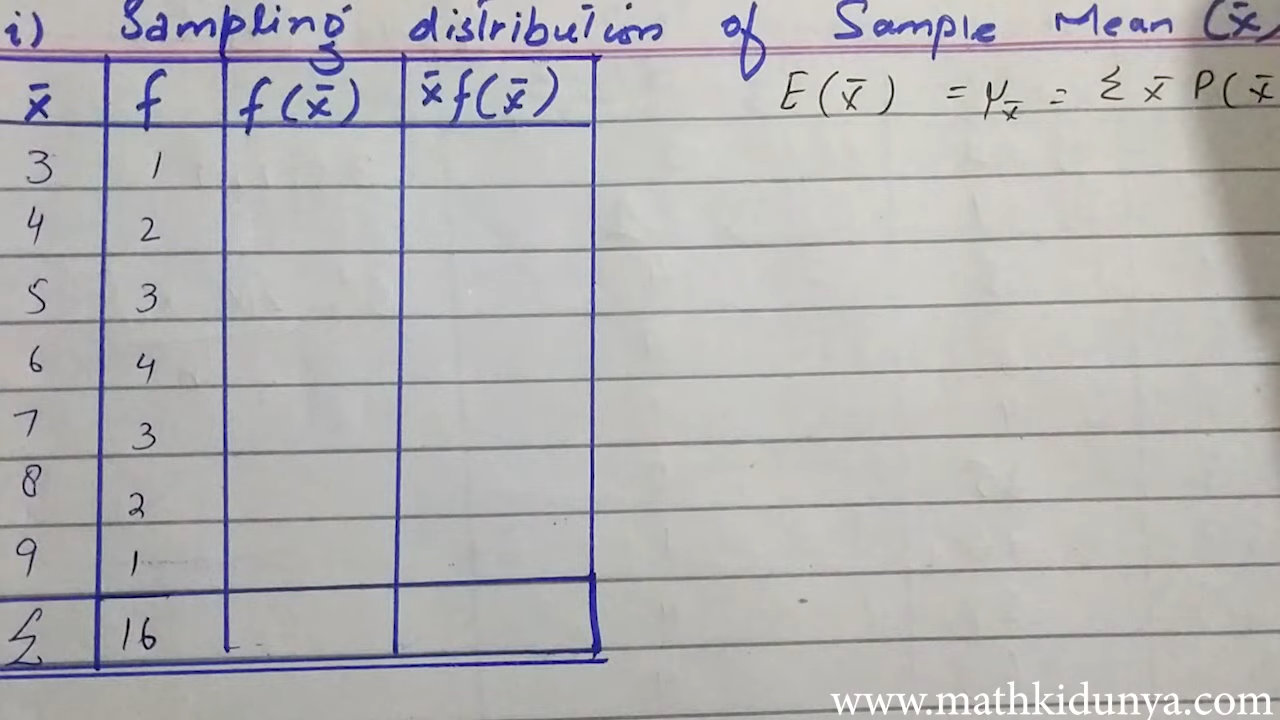 i) Sampling distribution of Sample Mean (x̄)
x̄ f f(x̄) x̄f(x̄)
E(x̄) = μx̄ = Σ x̄ P(x̄
3 1
4 2
5 3
6 4
7 3
8 2
9 1
Σ 16
www.mathkidunya.com